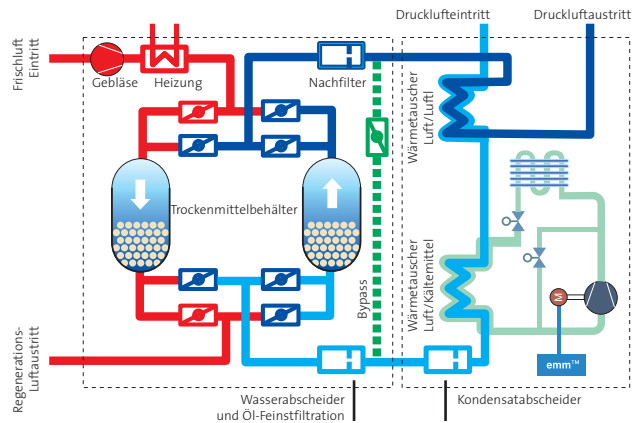 Drucklufteintritt
Druckluftaustritt
Frischluft
Eintritt
Gebläse
Heizung
Nachfilter
Wärmetauscher
Luft/Luftl
Trockenmittelbehälter
Bypass
Wärmetauscher
Luft/Kältemittel
M
emm™
Regenerations-
Luftaustritt
Wasserabscheider
und Öl-Feinstfiltration
Kondensatabscheider